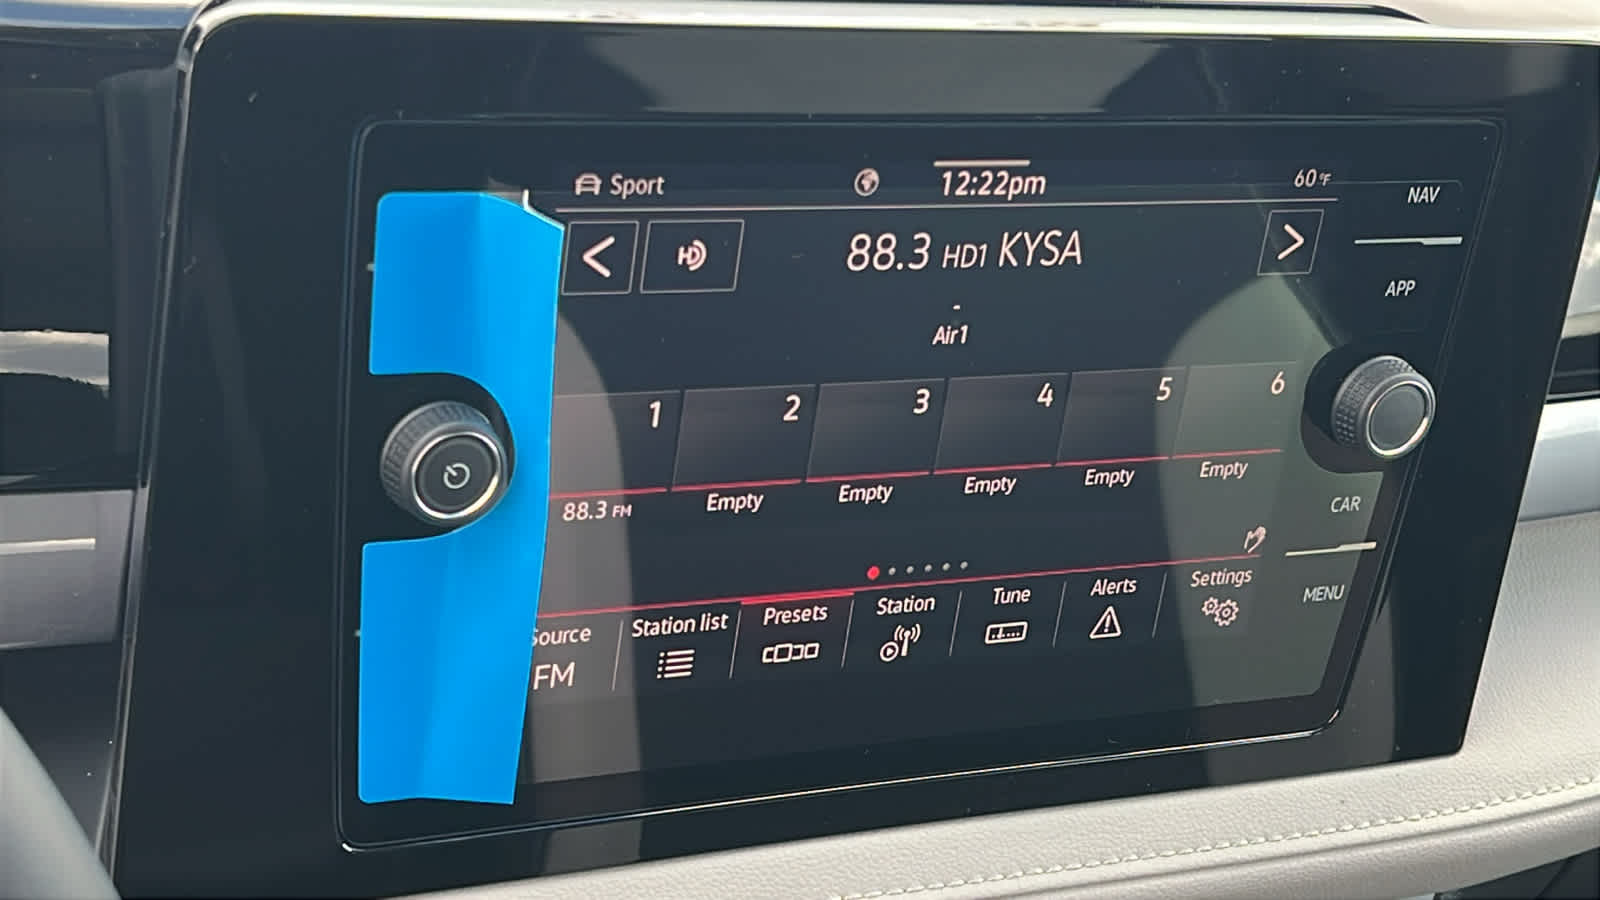 Sport
12:22pm
60°F
NAV
HD
88.3 HD1 KYSA
APP
-
Air1
1 2 3 4 5 6
88.3 FM Empty Empty Empty Empty Empty
CAR
MENU
Source Station list Presets Station Tune Alerts Settings
FM